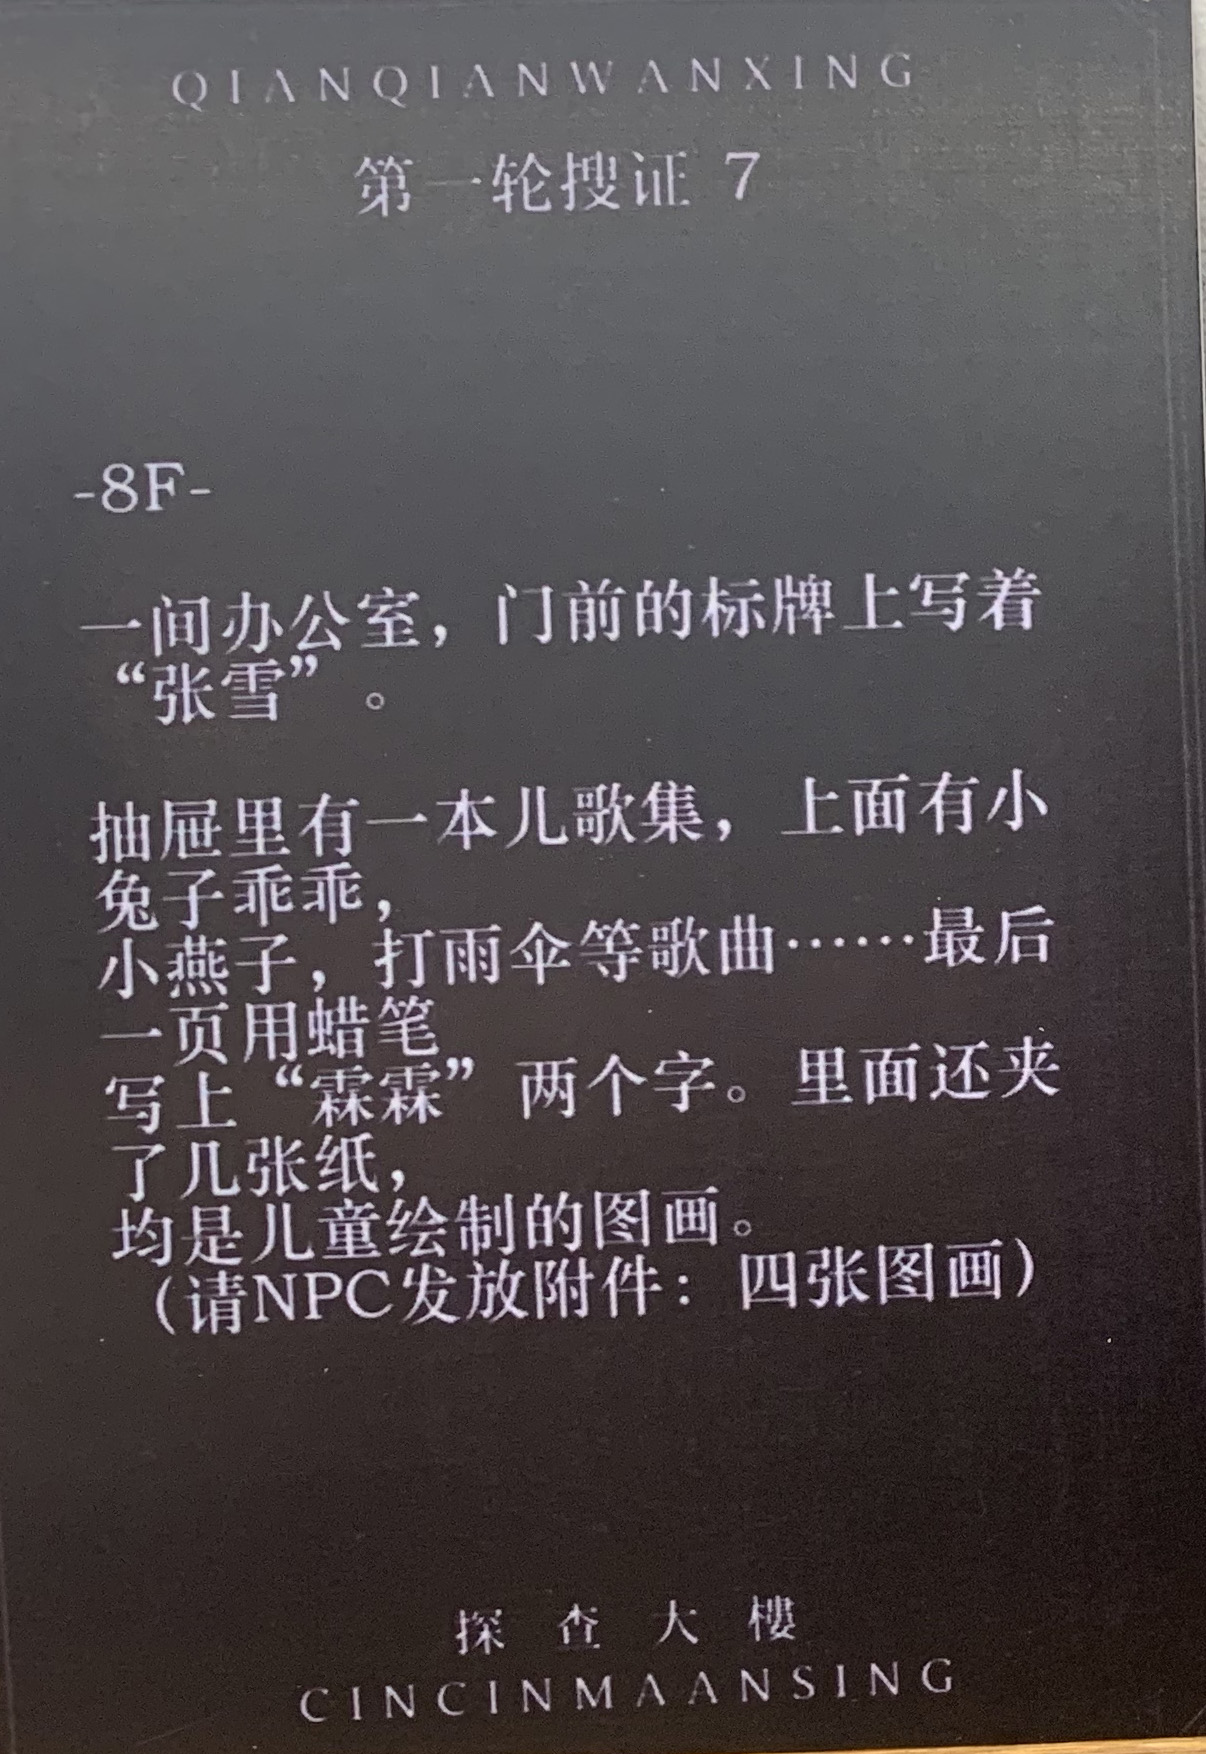 QIANQIANWANXING
第一轮搜证 7
-8F-
一间办公室，门前的标牌上写着
“张雪”。
抽屉里有一本儿歌集，上面有小
兔子乖乖，
小燕子，打雨伞等歌曲……最后
一页用蜡笔
写上“霖霖”两个字。里面还夹
了几张纸，
均是儿童绘制的图画。
（请NPC发放附件：四张图画）
探查大樓
CINCINMAANSING